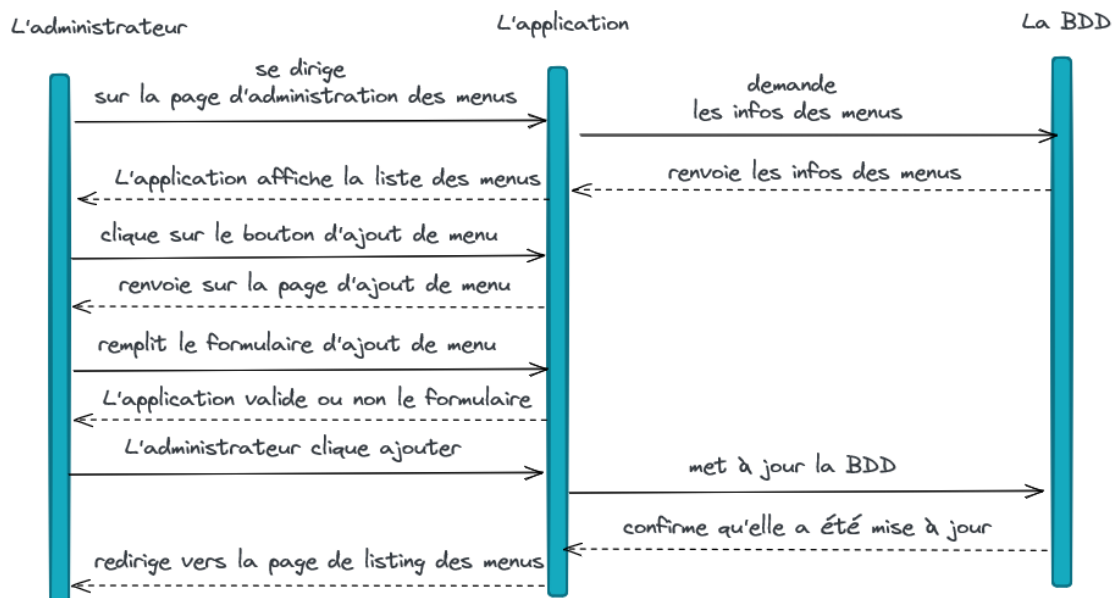 L'administrateur
L'application
La BDD
se dirige
sur la page d'administration des menus
demande
les infos des menus
L'application affiche la liste des menus
renvoie les infos des menus
clique sur le bouton d'ajout de menu
renvoie sur la page d'ajout de menu
remplit le formulaire d'ajout de menu
L'application valide ou non le formulaire
L'administrateur clique ajouter
met à jour la BDD
confirme qu'elle a été mise à jour
redirige vers la page de listing des menus